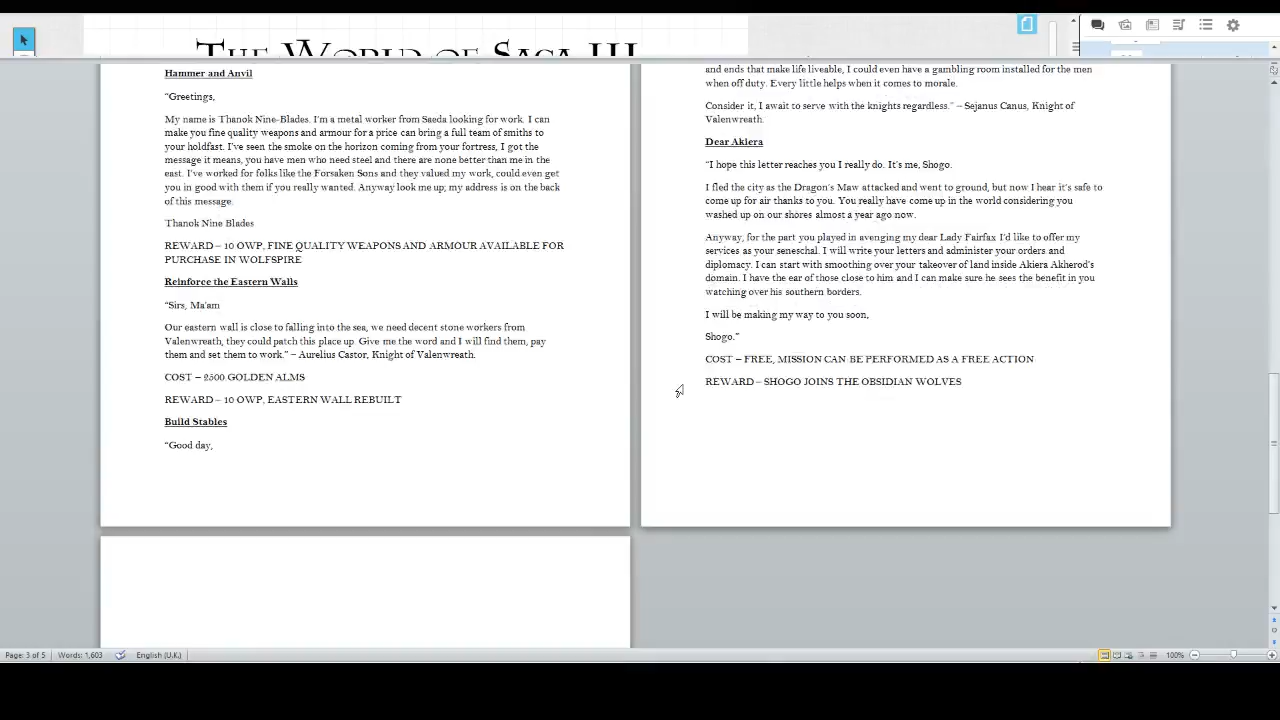 THE WORLD OF SAGA III
Hammer and Anvil
“Greetings,
My name is Thanok Nine-Blades. I’m a metal worker from Saeda looking for work. I can
make you fine quality weapons and armour for a price can bring a full team of smiths to
your holdfast. I’ve seen the smoke on the horizon coming from your fortress, I got the
message it means, you have men who need steel and there are none better than me in the
east. I’ve worked for folks like the Forsaken Sons and they valued my work, could even get
you in good with them if you really wanted. Anyway look me up; my address is on the back
of this message.
Thanok Nine Blades
REWARD – 10 OWP, FINE QUALITY WEAPONS AND ARMOUR AVAILABLE FOR
PURCHASE IN WOLFSPIRE
Reinforce the Eastern Walls
“Sirs, Ma’am
Our eastern wall is close to falling into the sea, we need decent stone workers from
Valenwreath, they could patch this place up. Give me the word and I will find them, pay
them and set them to work.” – Aurelius Castor, Knight of Valenwreath.
COST – 2500 GOLDEN ALMS
REWARD – 10 OWP, EASTERN WALL REBUILT
Build Stables
“Good day,
and ends that make life liveable, I could even have a gambling room installed for the men
when off duty. Every little helps when it comes to morale.
Consider it, I await to serve with the knights regardless.” – Sejanus Canus, Knight of
Valenwreath.
Dear Akiera
“I hope this letter reaches you I really do. It’s me, Shogo.
I fled the city as the Dragon’s Maw attacked and went to ground, but now I hear it’s safe to
come up for air thanks to you. You really have come up in the world considering you
washed up on our shores almost a year ago now.
Anyway, for the part you played in avenging my dear Lady Fairfax I’d like to offer my
services as your seneschal. I will write your letters and administer your orders and
diplomacy. I can start with smoothing over your takeover of land inside Akiera Akherod’s
domain. I have the ear of those close to him and I can make sure he sees the benefit in you
watching over his southern borders.
I will be making my way to you soon,
Shogo.”
COST – FREE, MISSION CAN BE PERFORMED AS A FREE ACTION
REWARD – SHOGO JOINS THE OBSIDIAN WOLVES
Page: 3 of 5 Words: 1,603 English (U.K.) 100%